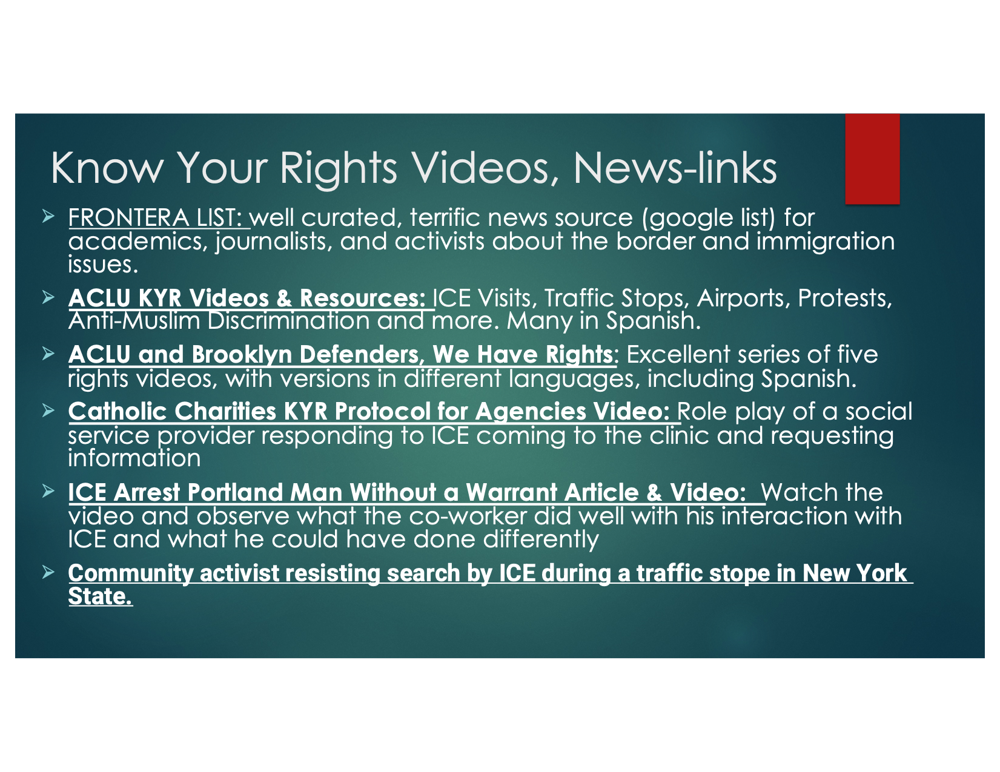 Know Your Rights Videos, News-links
➢ FRONTERA LIST: well curated, terrific news source (google list) for
academics, journalists, and activists about the border and immigration
issues.
➢ ACLU KYR Videos & Resources: ICE Visits, Traffic Stops, Airports, Protests,
Anti-Muslim Discrimination and more. Many in Spanish.
➢ ACLU and Brooklyn Defenders, We Have Rights: Excellent series of five
rights videos, with versions in different languages, including Spanish.
➢ Catholic Charities KYR Protocol for Agencies Video: Role play of a social
service provider responding to ICE coming to the clinic and requesting
information
➢ ICE Arrest Portland Man Without a Warrant Article & Video: Watch the
video and observe what the co-worker did well with his interaction with
ICE and what he could have done differently
➢ Community activist resisting search by ICE during a traffic stope in New York
State.